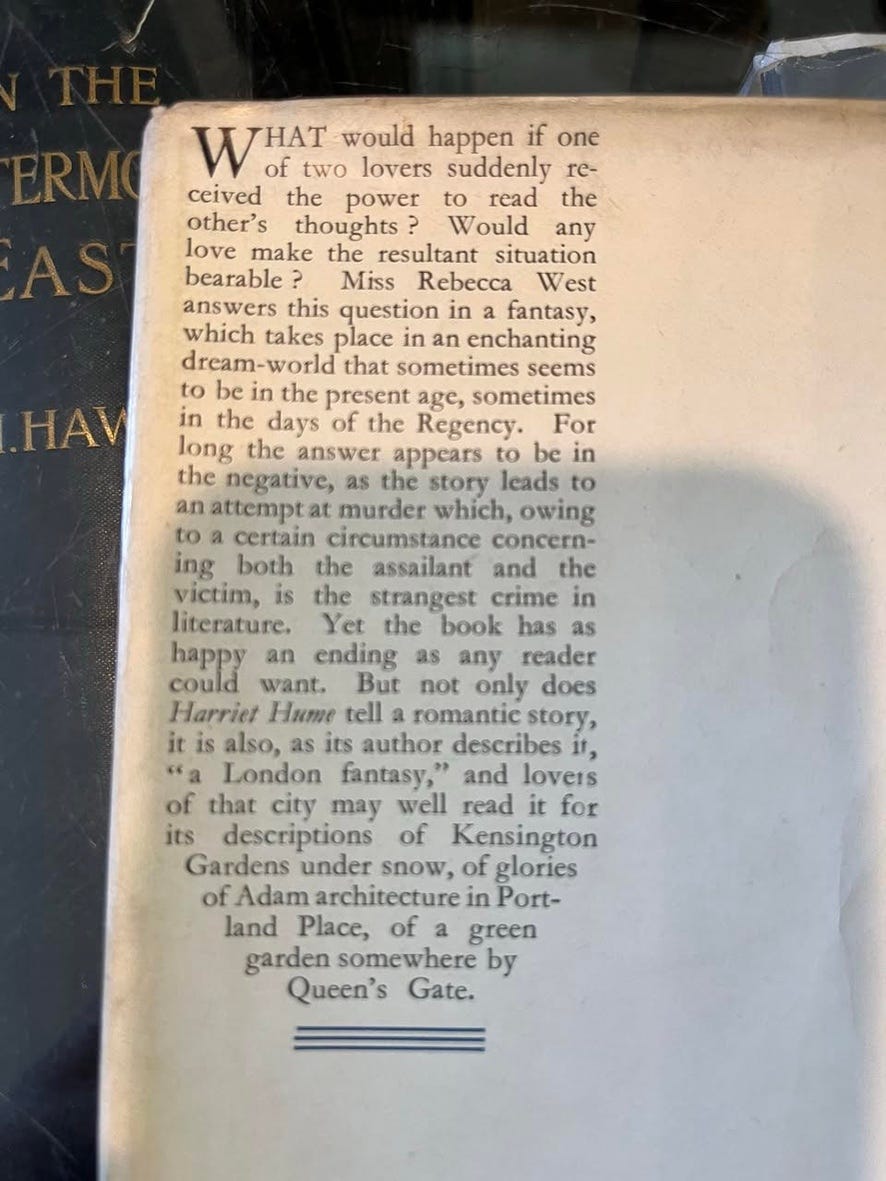 N THE
TERMO
EAST
I.HAW
WHAT would happen if one
of two lovers suddenly re-
ceived the power to read the
other's thoughts ? Would any
love make the resultant situation
bearable ? Miss Rebecca West
answers this question in a fantasy,
which takes place in an enchanting
dream-world that sometimes seems
to be in the present age, sometimes
in the days of the Regency. For
long the answer appears to be in
the negative, as the story leads to
an attempt at murder which, owing
to a certain circumstance concern-
ing both the assailant and the
victim, is the strangest crime in
literature. Yet the book has as
happy an ending as any reader
could want. But not only does
Harriet Hume tell a romantic story,
it is also, as its author describes it,
“a London fantasy,” and lovers
of that city may well read it for
its descriptions of Kensington
Gardens under snow, of glories
of Adam architecture in Port-
land Place, of a green
garden somewhere by
Queen's Gate.